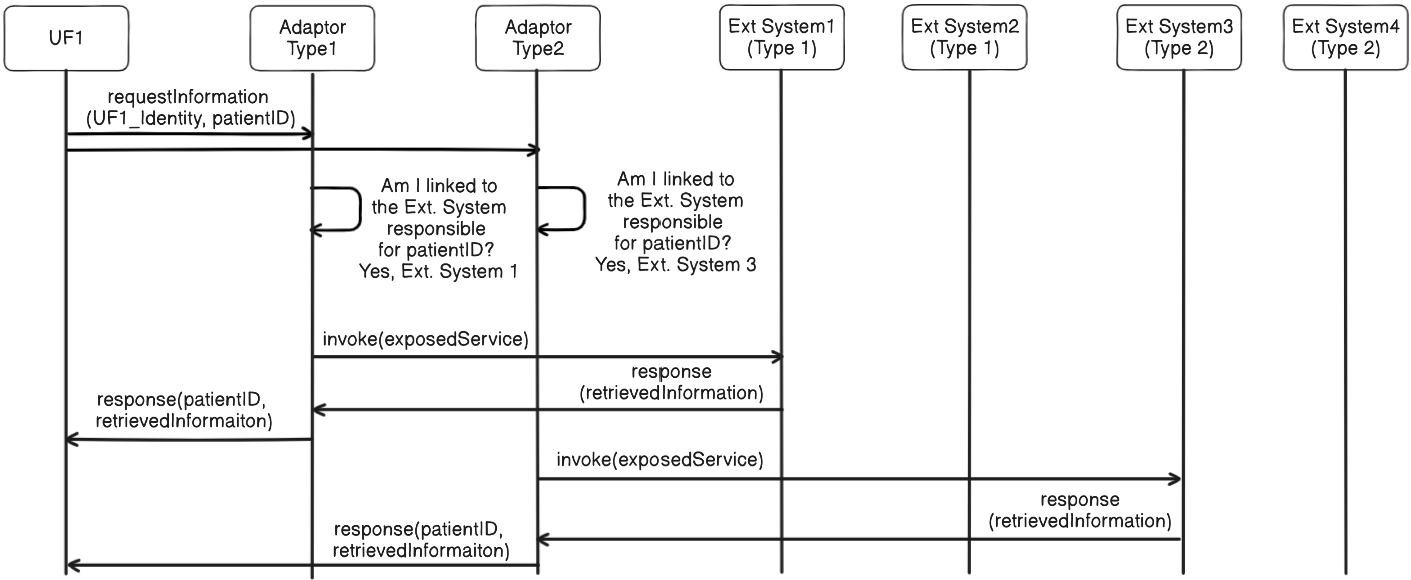 UF1
Adaptor
Type1
Adaptor
Type2
Ext System1
(Type 1)
Ext System2
(Type 1)
Ext System3
(Type 2)
Ext System4
(Type 2)
requestInformation
(UF1_Identity, patientID)
Am I linked to
the Ext. System
responsible
for patientID?
Yes, Ext. System 1
Am I linked to
the Ext. System
responsible
for patientID?
Yes, Ext. System 3
invoke(exposedService)
response
(retrievedInformation)
response(patientID,
retrievedInformaiton)
invoke(exposedService)
response
(retrievedInformation)
response(patientID,
retrievedInformaiton)